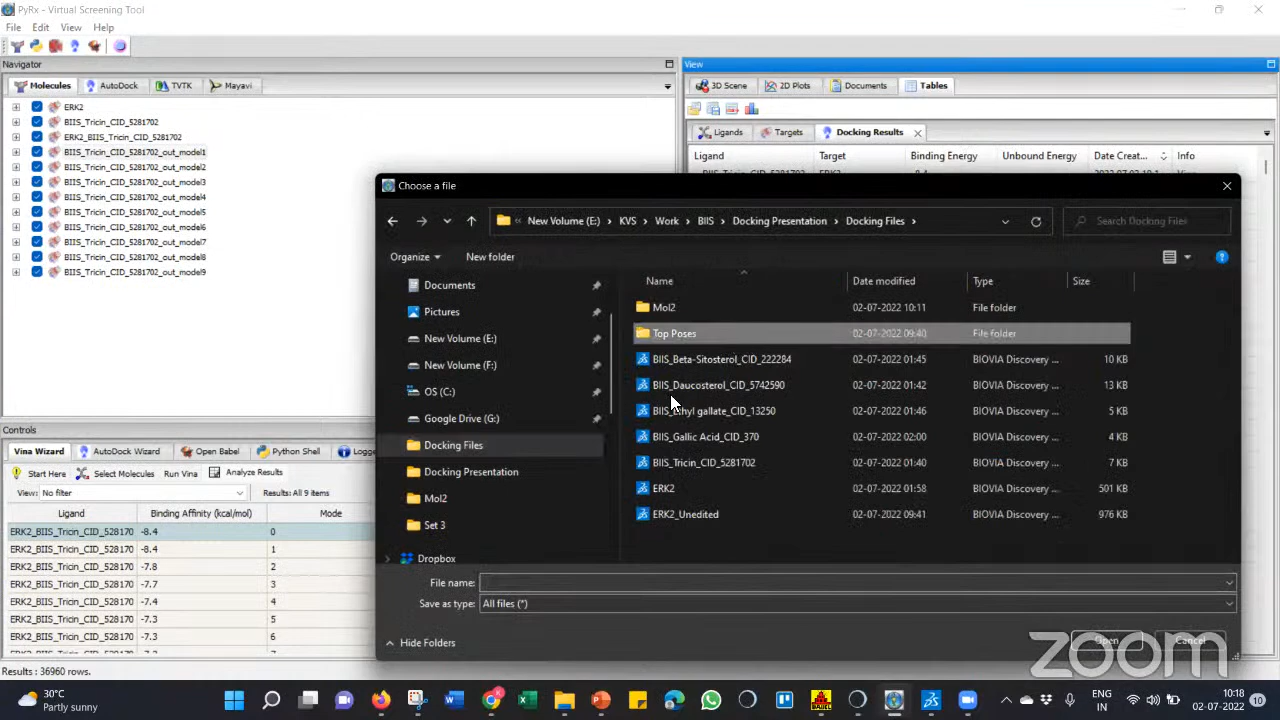 PyRx - Virtual Screening Tool
File Edit View Help
Navigator
View
Molecules AutoDock TVTK Mayavi
3D Scene 2D Plots Documents Tables
ERK2
BIIS_Tricin_CID_5281702
ERK2_BIIS_Tricin_CID_5281702
BIIS_Tricin_CID_5281702_out_model1
BIIS_Tricin_CID_5281702_out_model2
BIIS_Tricin_CID_5281702_out_model3
BIIS_Tricin_CID_5281702_out_model4
BIIS_Tricin_CID_5281702_out_model5
BIIS_Tricin_CID_5281702_out_model6
BIIS_Tricin_CID_5281702_out_model7
BIIS_Tricin_CID_5281702_out_model8
BIIS_Tricin_CID_5281702_out_model9
Ligands Targets Docking Results
Ligand Target Binding Energy Unbound Energy Date Creat... Info
Choose a file
« New Volume (E:) > KVS > Work > BIIS > Docking Presentation > Docking Files >
Search Docking Files
Organize New folder
Documents
Pictures
New Volume (E:)
New Volume (F:)
OS (C:)
Google Drive (G:)
Docking Files
Docking Presentation
Mol2
Set 3
Dropbox
Name Date modified Type Size
Mol2 02-07-2022 10:11 File folder
Top Poses 02-07-2022 09:40 File folder
BIIS_Beta-Sitosterol_CID_222284 02-07-2022 01:45 BIOVIA Discovery ... 10 KB
BIIS_Daucosterol_CID_5742590 02-07-2022 01:42 BIOVIA Discovery ... 13 KB
BIIS_Ethyl gallate_CID_13250 02-07-2022 01:46 BIOVIA Discovery ... 5 KB
BIIS_Gallic Acid_CID_370 02-07-2022 02:00 BIOVIA Discovery ... 4 KB
BIIS_Tricin_CID_5281702 02-07-2022 01:40 BIOVIA Discovery ... 7 KB
ERK2 02-07-2022 01:58 BIOVIA Discovery ... 501 KB
ERK2_Unedited 02-07-2022 09:41 BIOVIA Discovery ... 976 KB
File name:
Save as type: All files (*)
Hide Folders
Open Cancel
Controls
Vina Wizard AutoDock Wizard Open Babel Python Shell Logge
Start Here Select Molecules Run Vina Analyze Results
View: No filter Results: All 9 items
Ligand Binding Affinity (kcal/mol) Mode
ERK2_BIIS_Tricin_CID_528170 -8.4 0
ERK2_BIIS_Tricin_CID_528170 -8.4 1
ERK2_BIIS_Tricin_CID_528170 -7.8 2
ERK2_BIIS_Tricin_CID_528170 -7.7 3
ERK2_BIIS_Tricin_CID_528170 -7.4 4
ERK2_BIIS_Tricin_CID_528170 -7.3 5
ERK2_BIIS_Tricin_CID_528170 -7.3 6
Results : 36960 rows.
zoom
30°C
Partly sunny
ENG
IN
10:18
02-07-2022
10